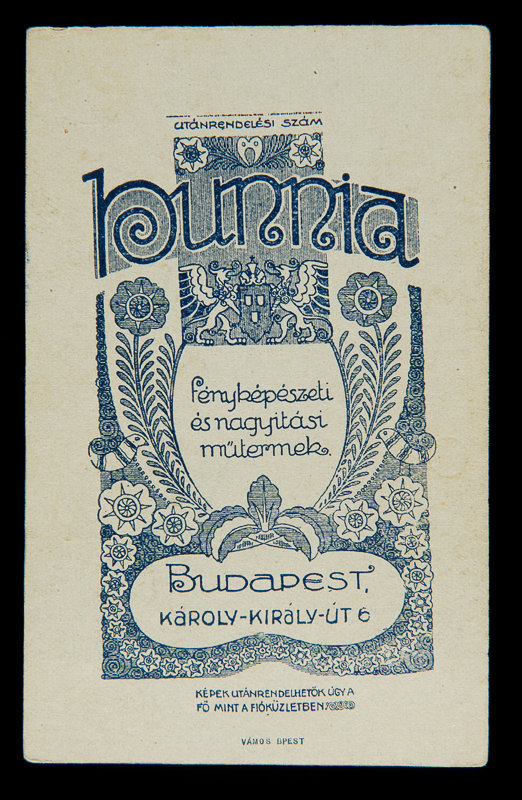 UTÁNRENDELÉSI SZÁM
hunnia
fényképészeti
és nagyitási
műtermek.
BUDAPEST,
KÁROLY-KIRÁLY-ÚT 6
KÉPEK UTÁNRENDELHETŐK ÚGY A
FŐ MINT A FIÓKÜZLETBEN.
VÁMOS BPEST